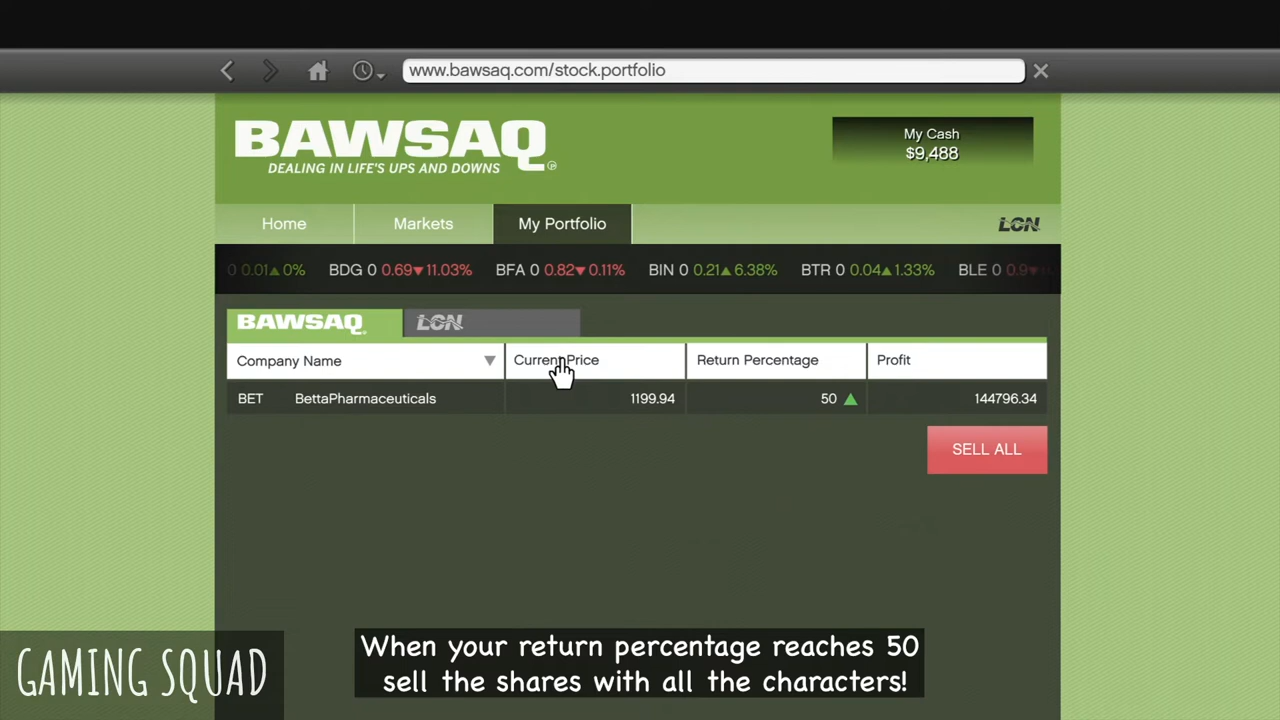 www.bawsaq.com/stock.portfolio
BAWSAQ
DEALING IN LIFE'S UPS AND DOWNS
My Cash
$9,488
Home Markets My Portfolio LCN
0 0.01▲0% BDG 0 0.69▼11.03% BFA 0 0.82▼0.11% BIN 0 0.21▲6.38% BTR 0 0.04▲1.33% BLE 0 0.9▼
BAWSAQ LCN
Company Name Current Price Return Percentage Profit
BET BettaPharmaceuticals 1199.94 50 ▲ 144796.34
SELL ALL
When your return percentage reaches 50
sell the shares with all the characters!
GAMING SQUAD